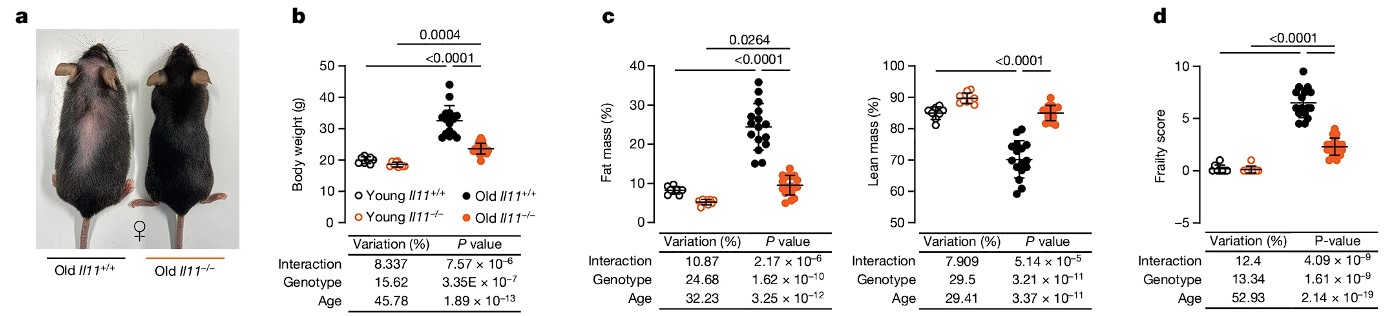 a
♀
Old Il11+/+
Old Il11−/−
b
0.0004
<0.0001
50
40
30
20
10
0
Body weight (g)
Young Il11+/+
Old Il11+/+
Young Il11−/−
Old Il11−/−
Variation (%) P value
Interaction 8.337 7.57 × 10−6
Genotype 15.62 3.35E × 10−7
Age 45.78 1.89 × 10−13
c
0.0264
<0.0001
40
30
20
10
0
Fat mass (%)
Variation (%) P value
Interaction 10.87 2.17 × 10−6
Genotype 24.68 1.62 × 10−10
Age 32.23 3.25 × 10−12
<0.0001
100
90
80
70
60
50
Lean mass (%)
Variation (%) P value
Interaction 7.909 5.14 × 10−5
Genotype 29.5 3.21 × 10−11
Age 29.41 3.37 × 10−11
d
<0.0001
10
5
0
−5
Frailty score
Variation (%) P-value
Interaction 12.4 4.09 × 10−9
Genotype 13.34 1.61 × 10−9
Age 52.93 2.14 × 10−19